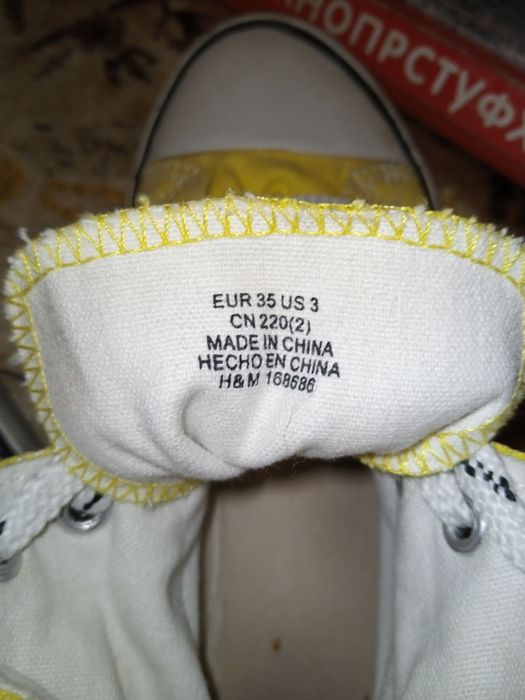 НОПРСТУФХ
EUR 35 US 3
CN 220(2)
MADE IN CHINA
HECHO EN CHINA
H&M 168686